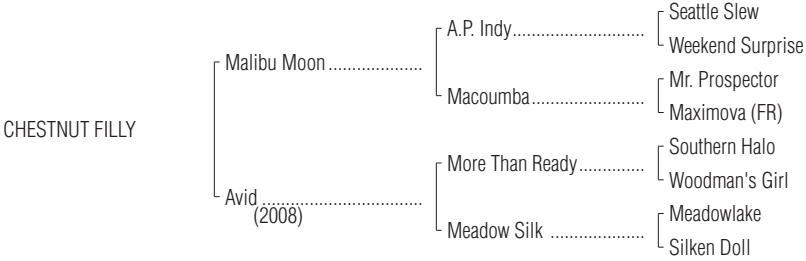 Seattle Slew
A.P. Indy
Weekend Surprise
Malibu Moon
Mr. Prospector
Macoumba
Maximova (FR)
CHESTNUT FILLY
Southern Halo
More Than Ready
Woodman's Girl
Avid
(2008)
Meadowlake
Meadow Silk
Silken Doll